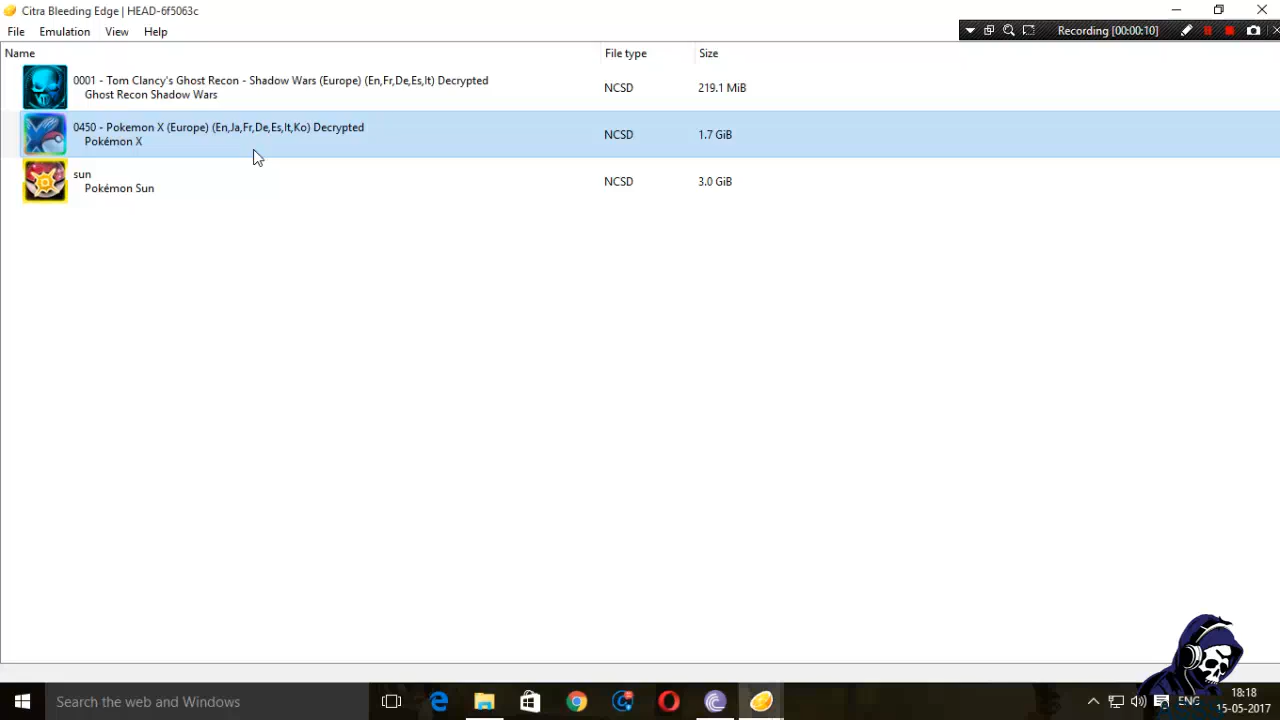 Citra Bleeding Edge | HEAD-6f5063c
File Emulation View Help
Recording [00:00:10]
Name File type Size
0001 - Tom Clancy's Ghost Recon - Shadow Wars (Europe) (En,Fr,De,Es,It) Decrypted
Ghost Recon Shadow Wars
NCSD 219.1 MiB
0450 - Pokemon X (Europe) (En,Ja,Fr,De,Es,It,Ko) Decrypted
Pokémon X
NCSD 1.7 GiB
sun
Pokémon Sun
NCSD 3.0 GiB
Search the web and Windows
ENG
18:18
15-05-2017